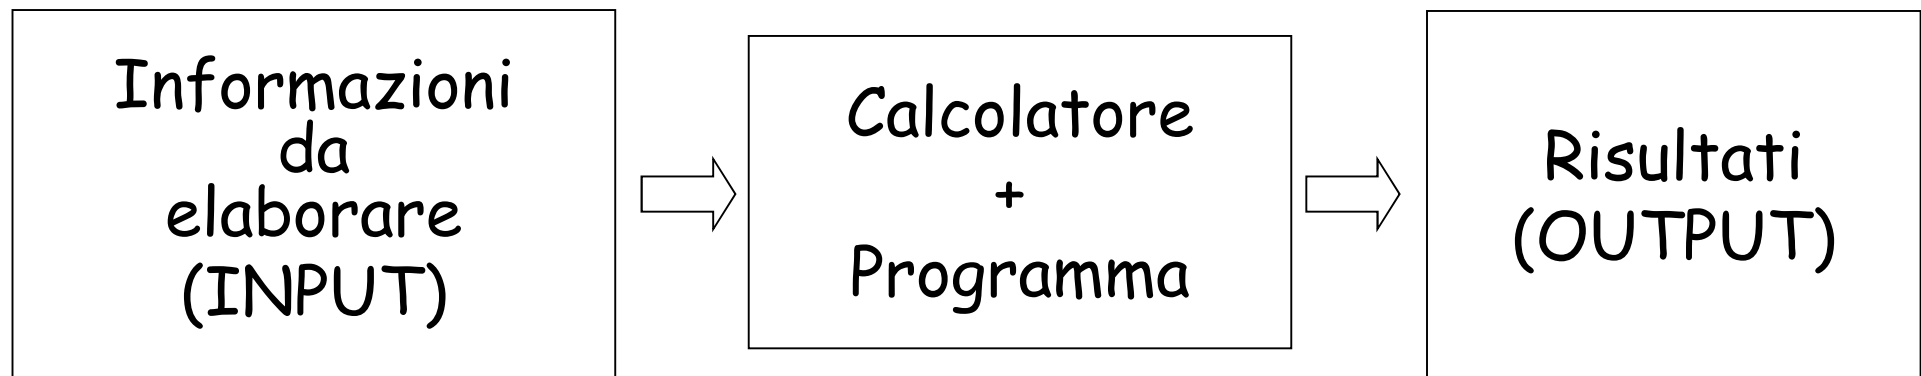 Informazioni
da
elaborare
(INPUT)
Calcolatore
+
Programma
Risultati
(OUTPUT)